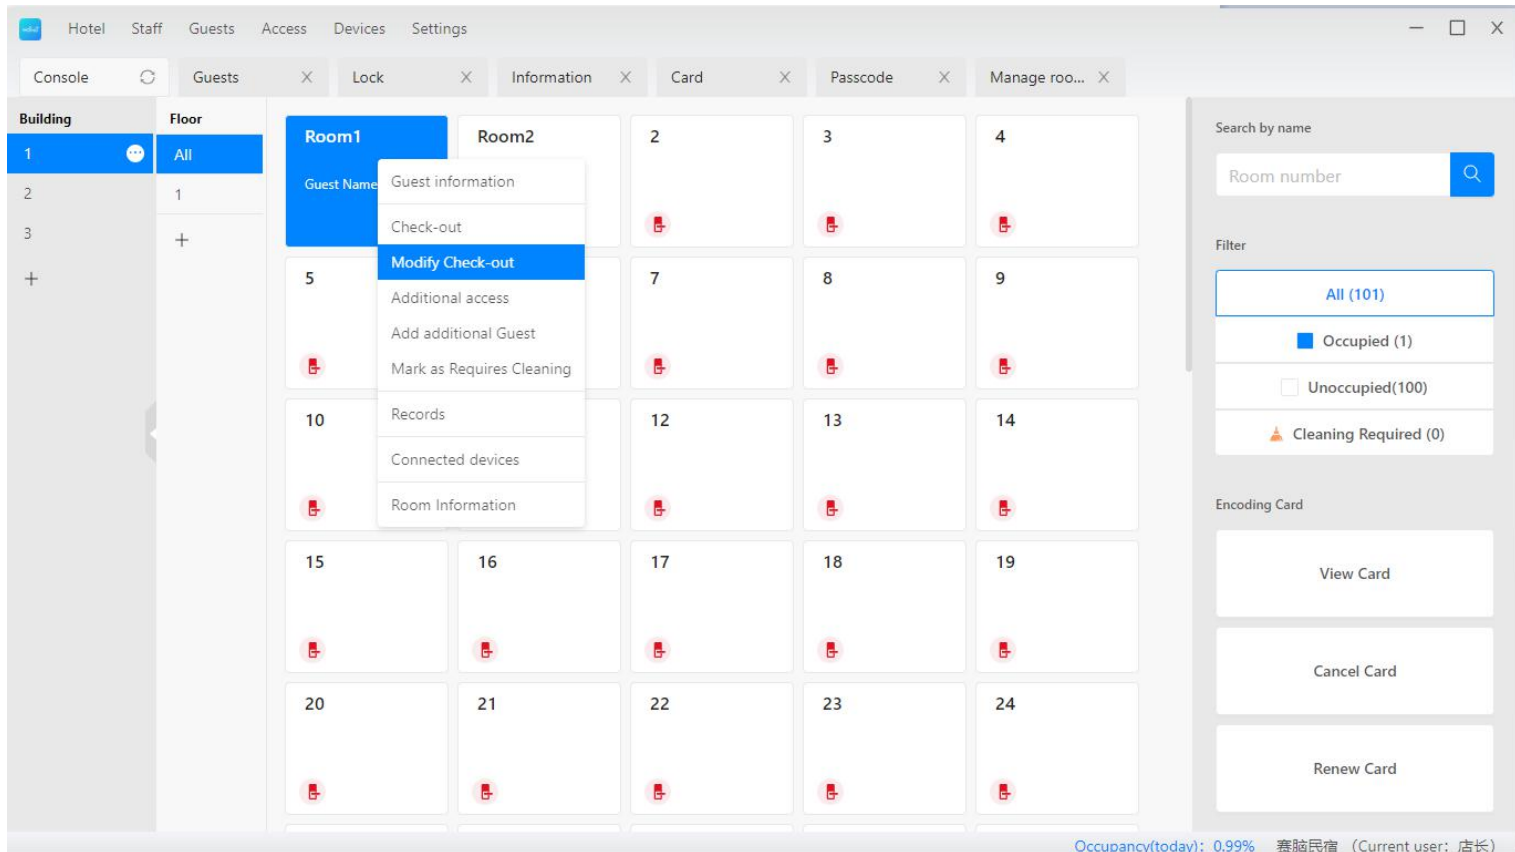 Hotel Staff Guests Access Devices Settings
Console Guests Lock Information Card Passcode Manage roo...
Building
1
2
3
Floor
All
1
Room1
Guest Name
Room2
2
3
4
5
7
8
9
10
12
13
14
15
16
17
18
19
20
21
22
23
24
Guest information
Check-out
Modify Check-out
Additional access
Add additional Guest
Mark as Requires Cleaning
Records
Connected devices
Room Information
Search by name
Room number
Filter
All (101)
Occupied (1)
Unoccupied(100)
Cleaning Required (0)
Encoding Card
View Card
Cancel Card
Renew Card
Occupancy(today): 0.99% 赛脑民宿 (Current user: 店长)